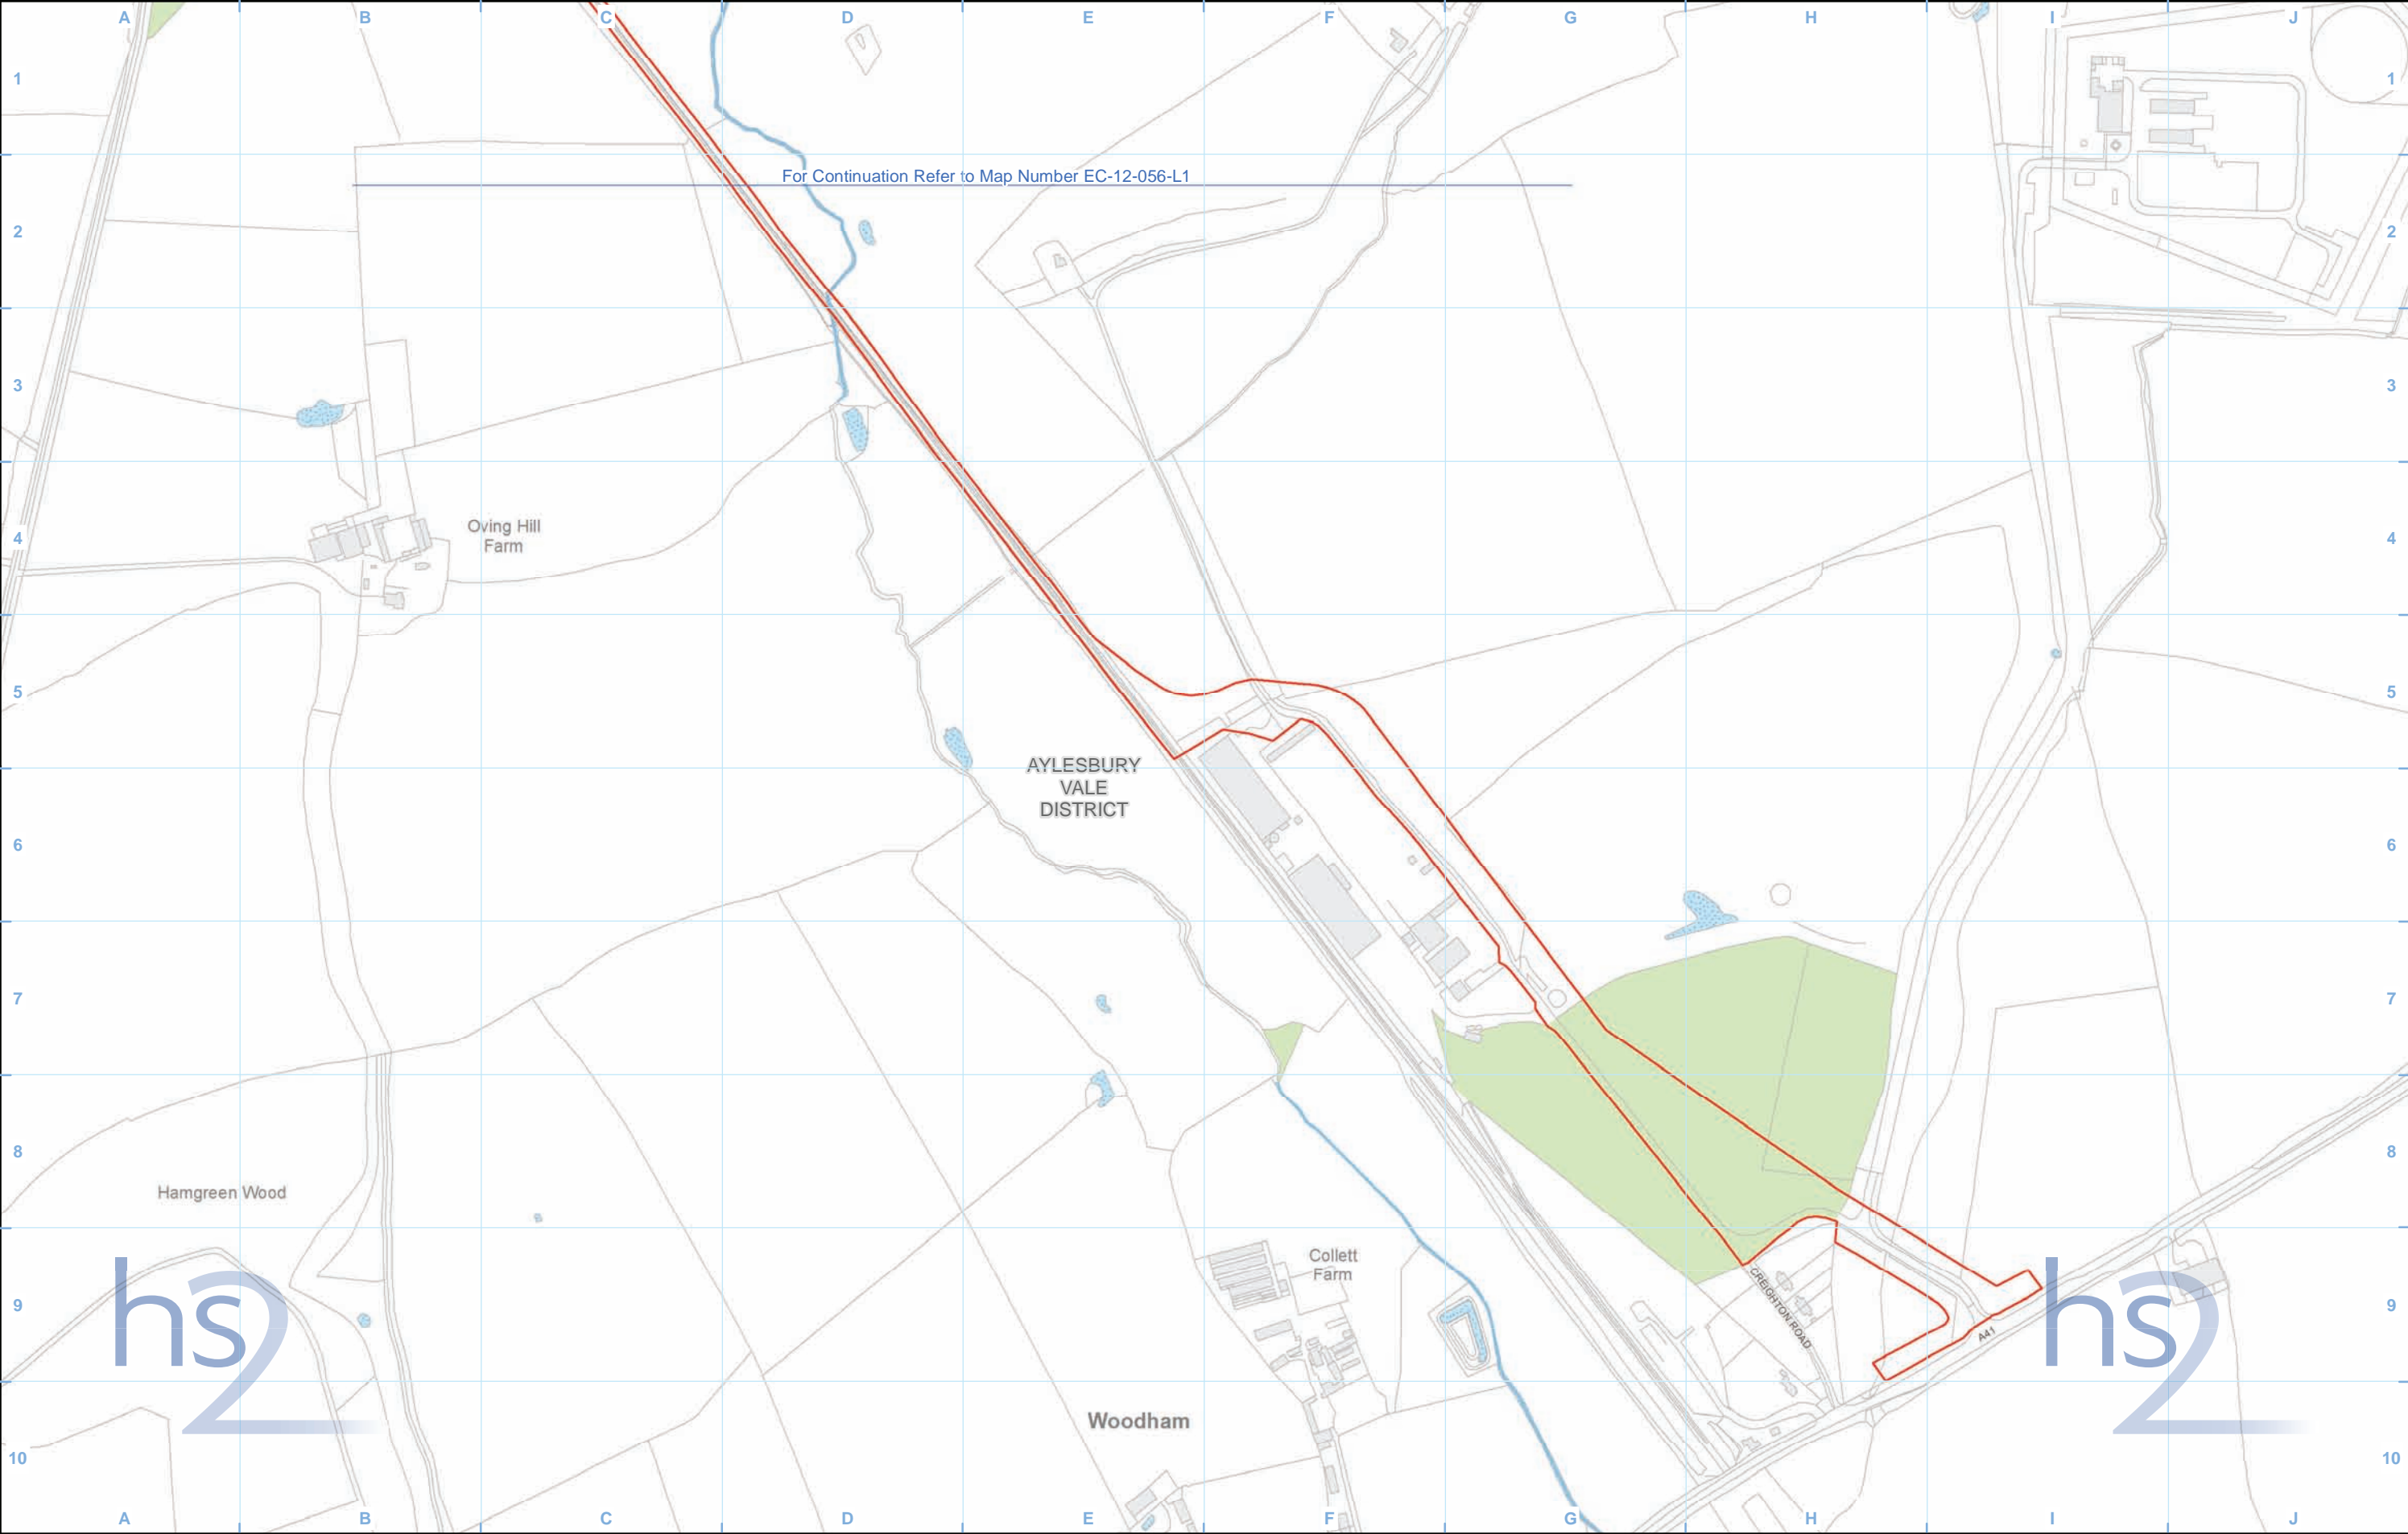 A B C D E F G H I J
1 1
For Continuation Refer to Map Number EC-12-056-L1
2 2
3 3
Oving Hill
Farm
4 4
5 5
AYLESBURY
VALE
DISTRICT
6 6
7 7
8 8
Hamgreen Wood
Collett
Farm
hs2
CREIGHTON ROAD
A41
hs2
9 9
Woodham
10 10
A B C D E F G H I J